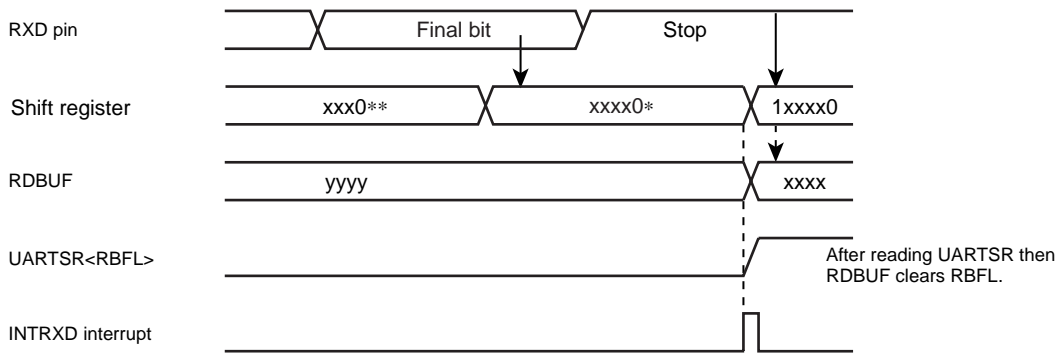 RXD pin
Final bit
Stop
Shift register
xxx0**
xxxx0*
1xxxx0
RDBUF
yyyy
xxxx
UARTSR<RBFL>
After reading UARTSR then
RDBUF clears RBFL.
INTRXD interrupt